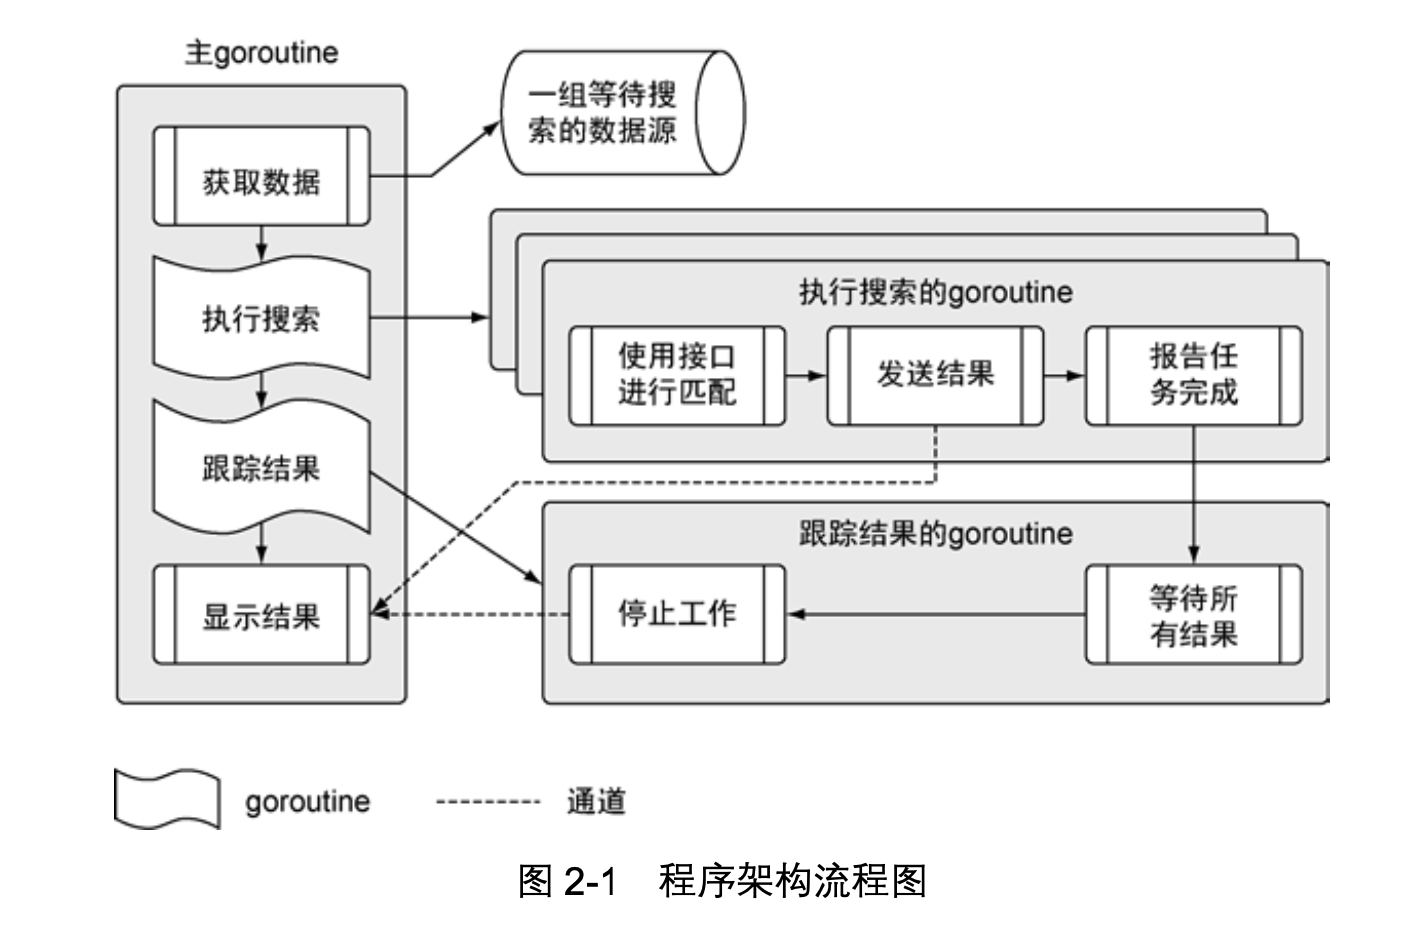 主goroutine
一组等待搜
索的数据源
获取数据
执行搜索
跟踪结果
显示结果
执行搜索的goroutine
使用接口
进行匹配
发送结果
报告任
务完成
跟踪结果的goroutine
停止工作
等待所
有结果
goroutine
通道
图 2-1 程序架构流程图